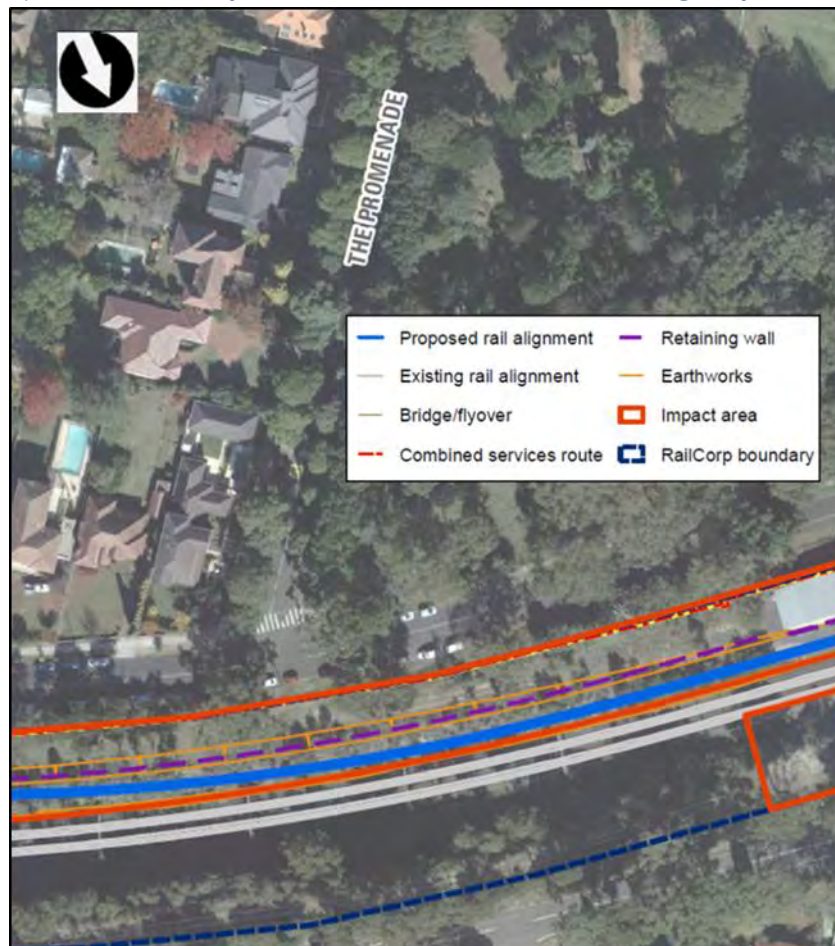 THE PROMENADE
Proposed rail alignment
Retaining wall
Existing rail alignment
Earthworks
Bridge/flyover
Impact area
Combined services route
RailCorp boundary